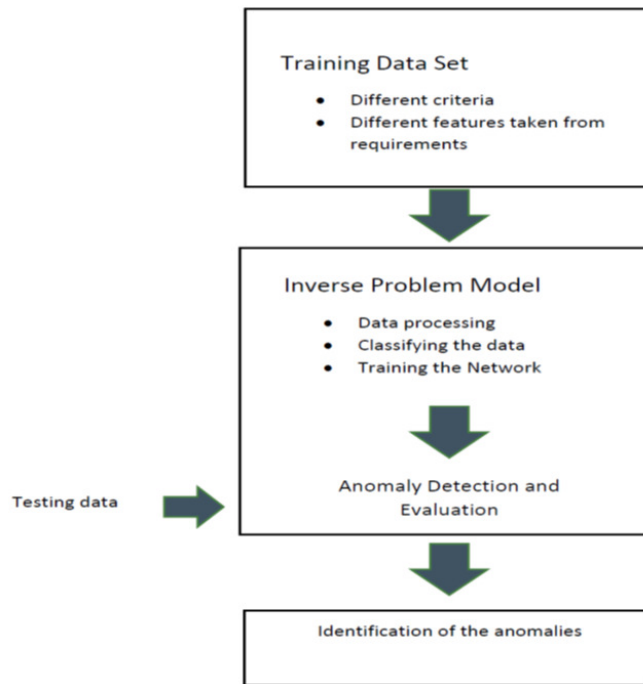 Training Data Set
• Different criteria
• Different features taken from
requirements
Inverse Problem Model
• Data processing
• Classifying the data
• Training the Network
Anomaly Detection and
Evaluation
Testing data
Identification of the anomalies